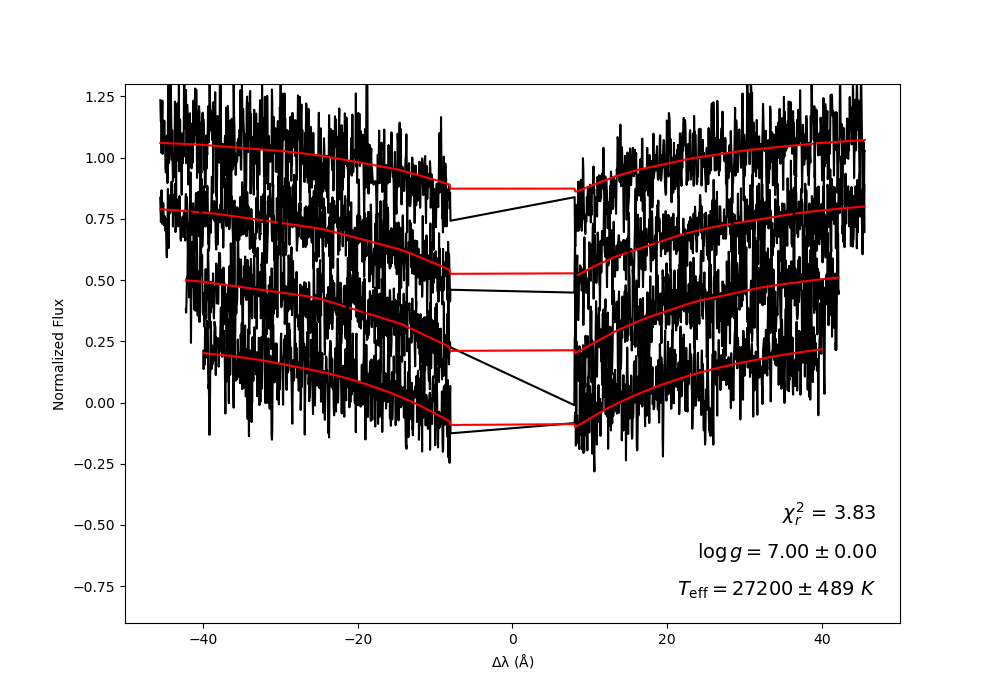 1.25
1.00
0.75
0.50
0.25
0.00
−0.25
−0.50
−0.75
Normalized Flux
χ²ᵣ = 3.83
log g = 7.00 ± 0.00
T_eff = 27200 ± 489 K
−40 −20 0 20 40
Δλ (Å)